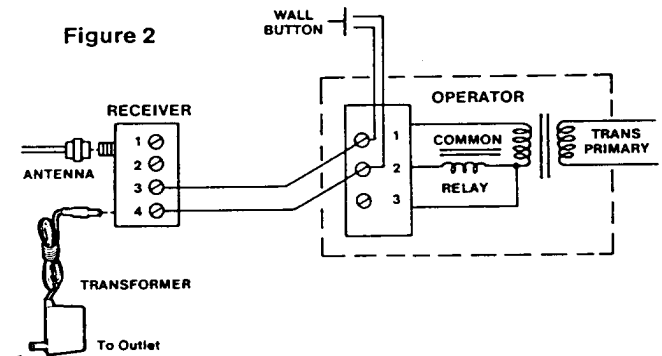 Figure 2
WALL
BUTTON
RECEIVER
OPERATOR
1
2
3
4
ANTENNA
1
2
3
COMMON
RELAY
TRANS
PRIMARY
TRANSFORMER
To Outlet